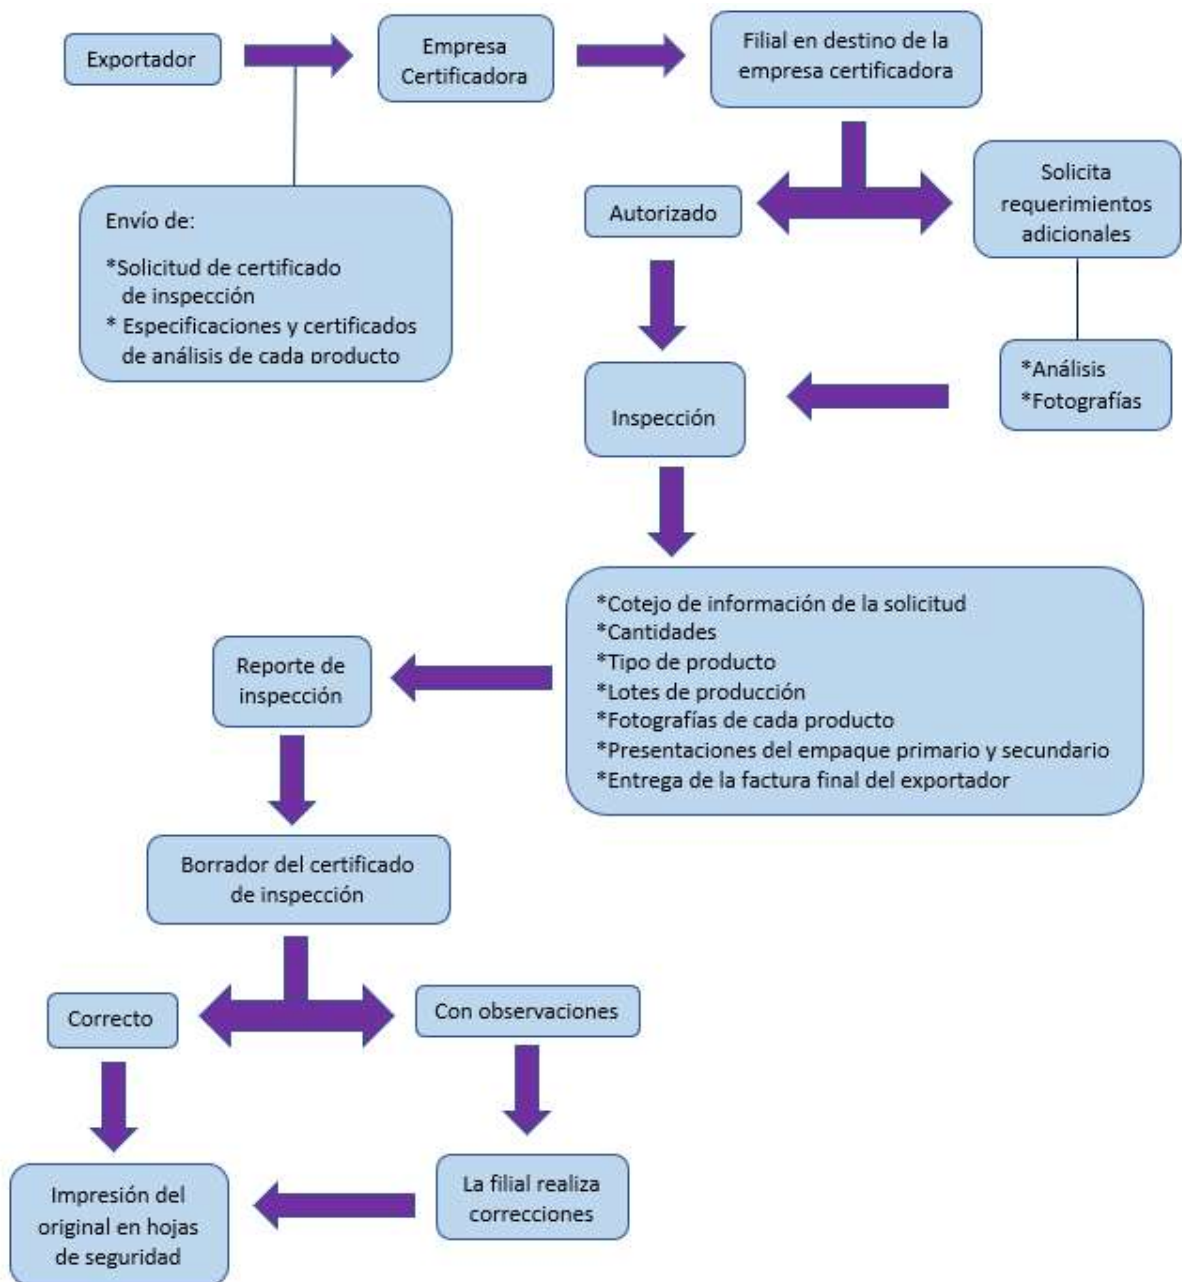 Exportador
Empresa
Certificadora
Filial en destino de la
empresa certificadora
Envío de:
*Solicitud de certificado
de inspección
* Especificaciones y certificados
de análisis de cada producto
Autorizado
Solicita
requerimientos
adicionales
*Análisis
*Fotografías
Inspección
*Cotejo de información de la solicitud
*Cantidades
*Tipo de producto
*Lotes de producción
*Fotografías de cada producto
*Presentaciones del empaque primario y secundario
*Entrega de la factura final del exportador
Reporte de
inspección
Borrador del certificado
de inspección
Correcto
Con observaciones
La filial realiza
correcciones
Impresión del
original en hojas
de seguridad